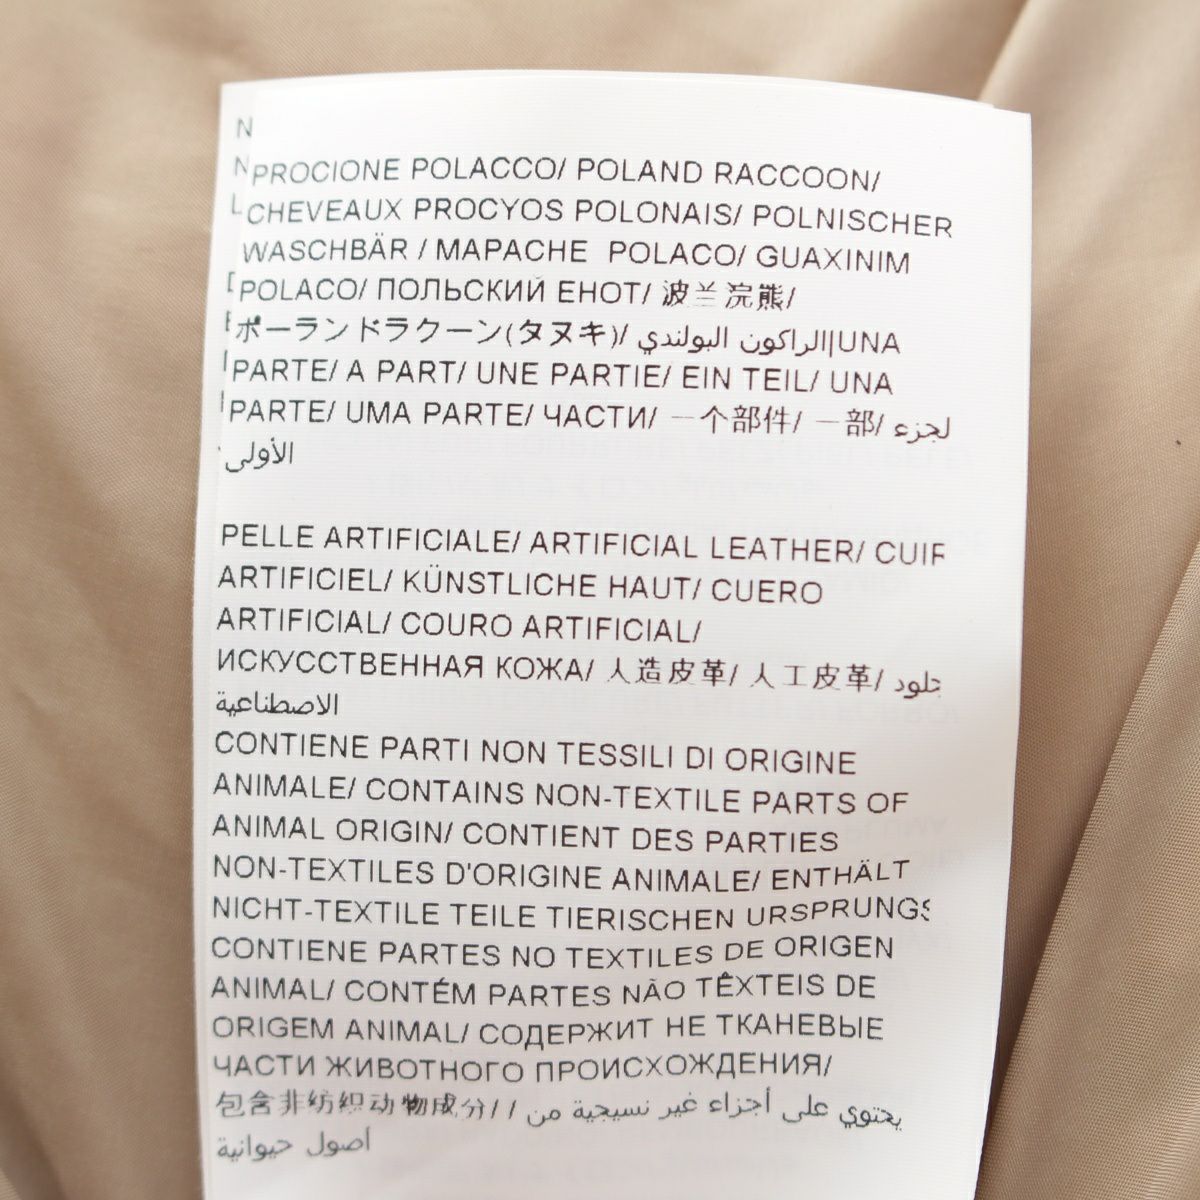 N
N
L
PROCIONE POLACCO/ POLAND RACCOON/
CHEVEAUX PROCYOS POLONAIS/ POLNISCHER
WASCHBÄR / MAPACHE POLACO/ GUAXINIM
POLACO/ ПОЛЬСКИЙ ЕНОТ/ 波兰浣熊/
ポーランドラクーン(タヌキ)/ الراكون البولندي|UNA
PARTE/ A PART/ UNE PARTIE/ EIN TEIL/ UNA
PARTE/ UMA PARTE/ ЧАСТИ/ 一个部件/ 一部/ لجزء
الأولى
PELLE ARTIFICIALE/ ARTIFICIAL LEATHER/ CUIR
ARTIFICIEL/ KÜNSTLICHE HAUT/ CUERO
ARTIFICIAL/ COURO ARTIFICIAL/
ИСКУССТВЕННАЯ КОЖА/ 人造皮革/ 人工皮革/ جلود
الاصطناعية
CONTIENE PARTI NON TESSILI DI ORIGINE
ANIMALE/ CONTAINS NON-TEXTILE PARTS OF
ANIMAL ORIGIN/ CONTIENT DES PARTIES
NON-TEXTILES D'ORIGINE ANIMALE/ ENTHÄLT
NICHT-TEXTILE TEILE TIERISCHEN URSPRUNGS
CONTIENE PARTES NO TEXTILES DE ORIGEN
ANIMAL/ CONTÉM PARTES NÃO TÊXTEIS DE
ORIGEM ANIMAL/ СОДЕРЖИТ НЕ ТКАНЕВЫЕ
ЧАСТИ ЖИВОТНОГО ПРОИСХОЖДЕНИЯ/
包含非纺织动物成分/ / يحتوي على أجزاء غير نسيجية من
أصول حيوانية